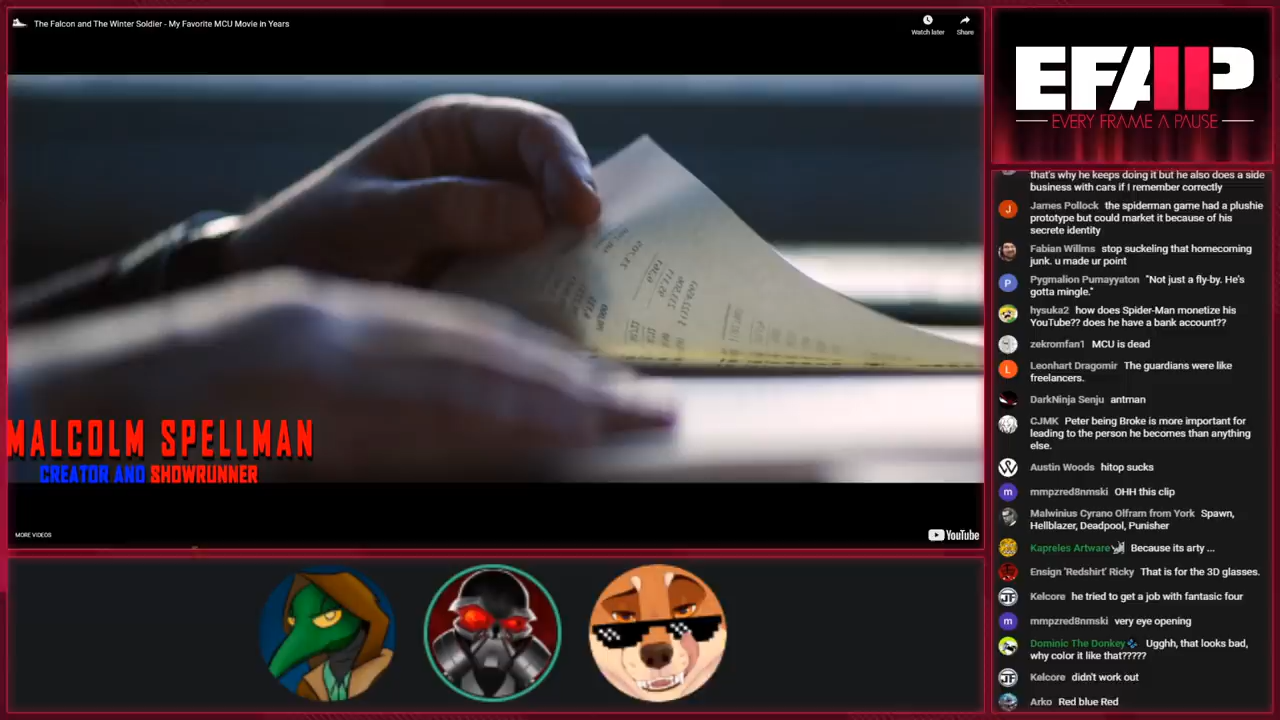 The Falcon and The Winter Soldier - My Favorite MCU Movie in Years
Watch later
Share
MALCOLM SPELLMAN
CREATOR AND SHOWRUNNER
MORE VIDEOS
YouTube
EFAP
EVERY FRAME A PAUSE
that's why he keeps doing it but he also does a side
business with cars if I remember correctly
J
James Pollock the spiderman game had a plushie
prototype but could market it because of his
secrete identity
Fabian Willms stop suckeling that homecoming
junk. u made ur point
P
Pygmalion Pumayyaton "Not just a fly-by. He's
gotta mingle."
hysuka2 how does Spider-Man monetize his
YouTube?? does he have a bank account??
zekromfan1 MCU is dead
L
Leonhart Dragomir The guardians were like
freelancers.
DarkNinja Senju antman
CJMK Peter being Broke is more important for
leading to the person he becomes than anything
else.
Austin Woods hitop sucks
m
mmpzred8nmski OHH this clip
Malwinius Cyrano Olfram from York Spawn,
Hellblazer, Deadpool, Punisher
Kapreles Artware Because its arty ...
Ensign 'Redshirt' Ricky That is for the 3D glasses.
JF
Kelcore he tried to get a job with fantasic four
m
mmpzred8nmski very eye opening
Dominic The Donkey Ugghh, that looks bad,
why color it like that?????
JF
Kelcore didn't work out
Arko Red blue Red